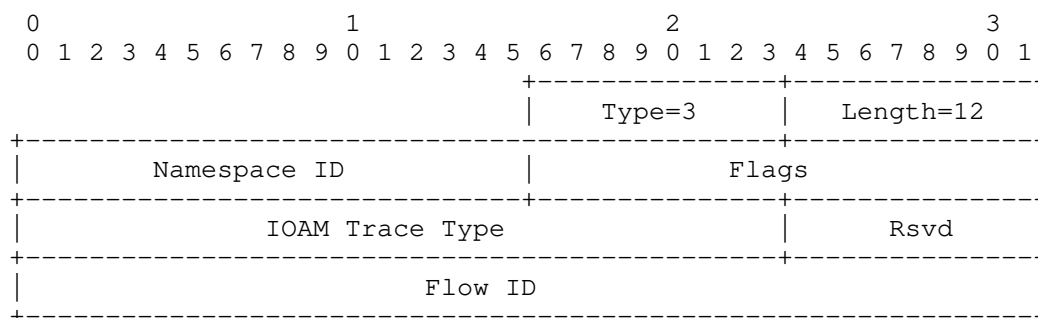 0 1 2 3
0 1 2 3 4 5 6 7 8 9 0 1 2 3 4 5 6 7 8 9 0 1 2 3 4 5 6 7 8 9 0 1
Type=3 Length=12
Namespace ID Flags
IOAM Trace Type Rsvd
Flow ID